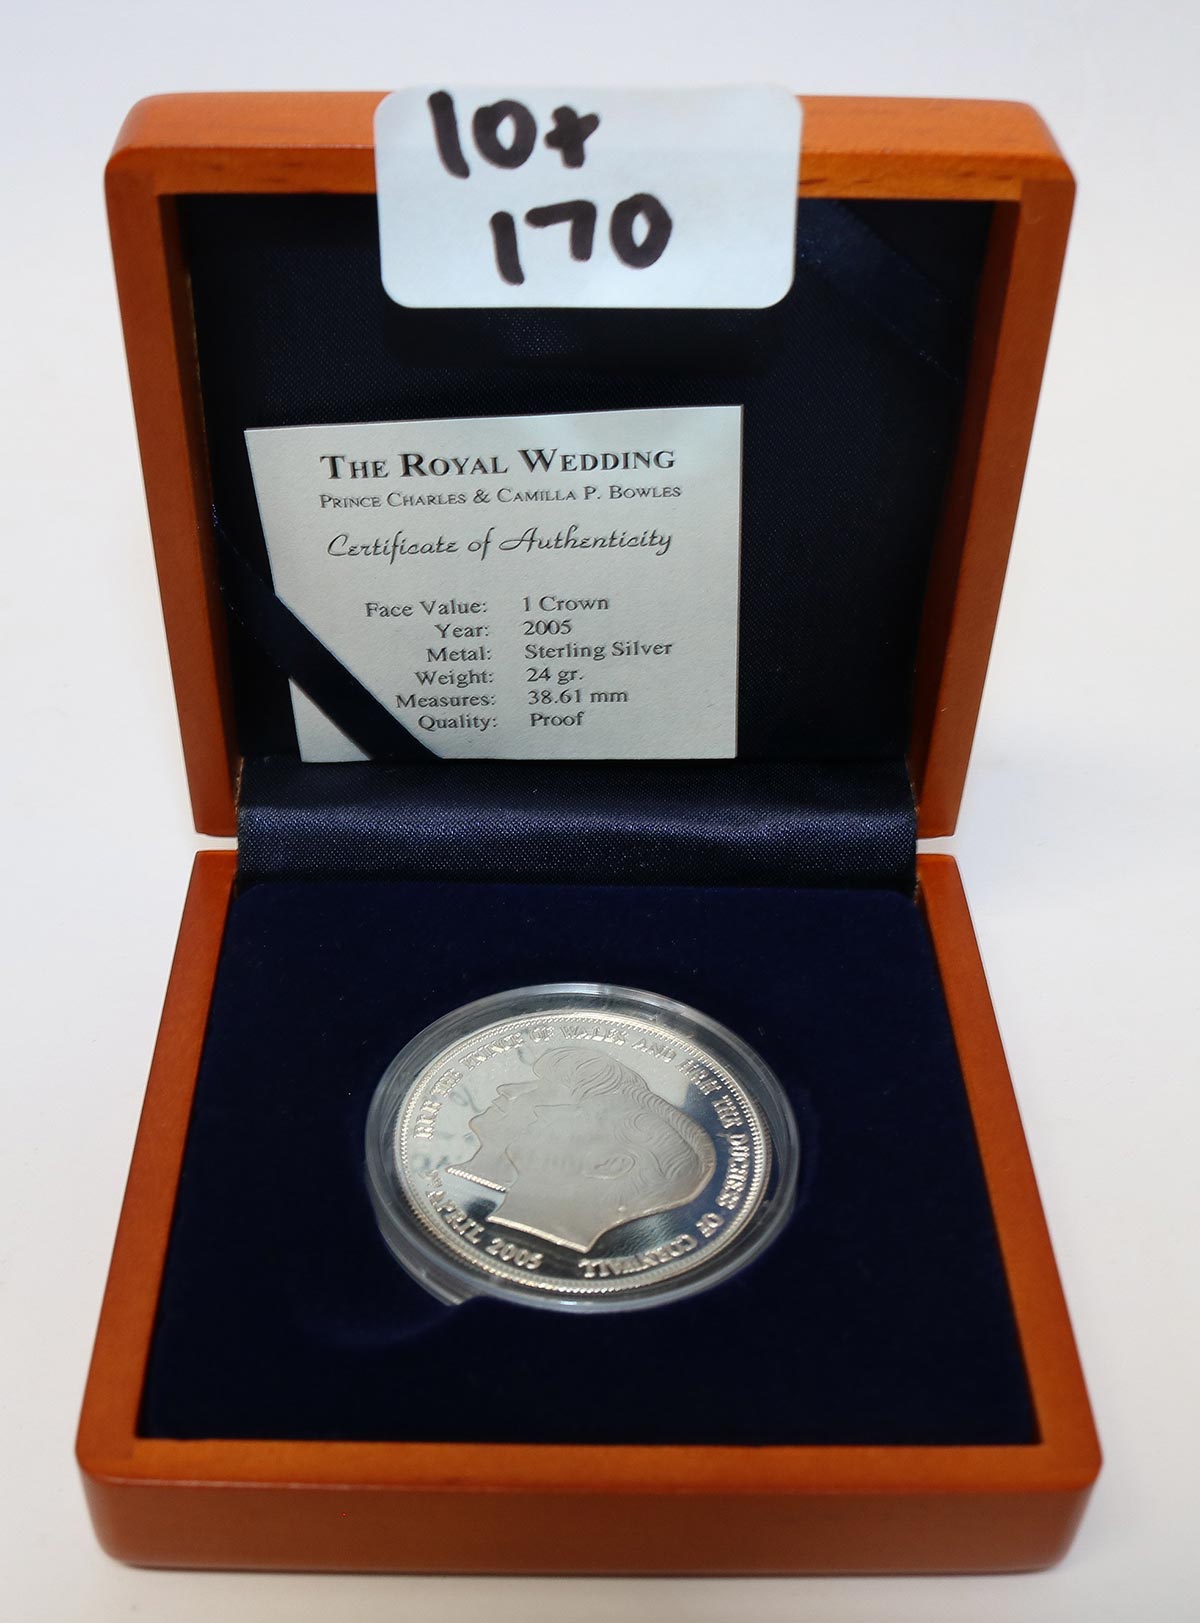 10+
170
THE ROYAL WEDDING
PRINCE CHARLES & CAMILLA P. BOWLES
Certificate of Authenticity
Face Value: 1 Crown
Year: 2005
Metal: Sterling Silver
Weight: 24 gr.
Measures: 38.61 mm
Quality: Proof
HRH THE PRINCE OF WALES AND HRH THE DUCHESS OF CORNWALL
APRIL 2005